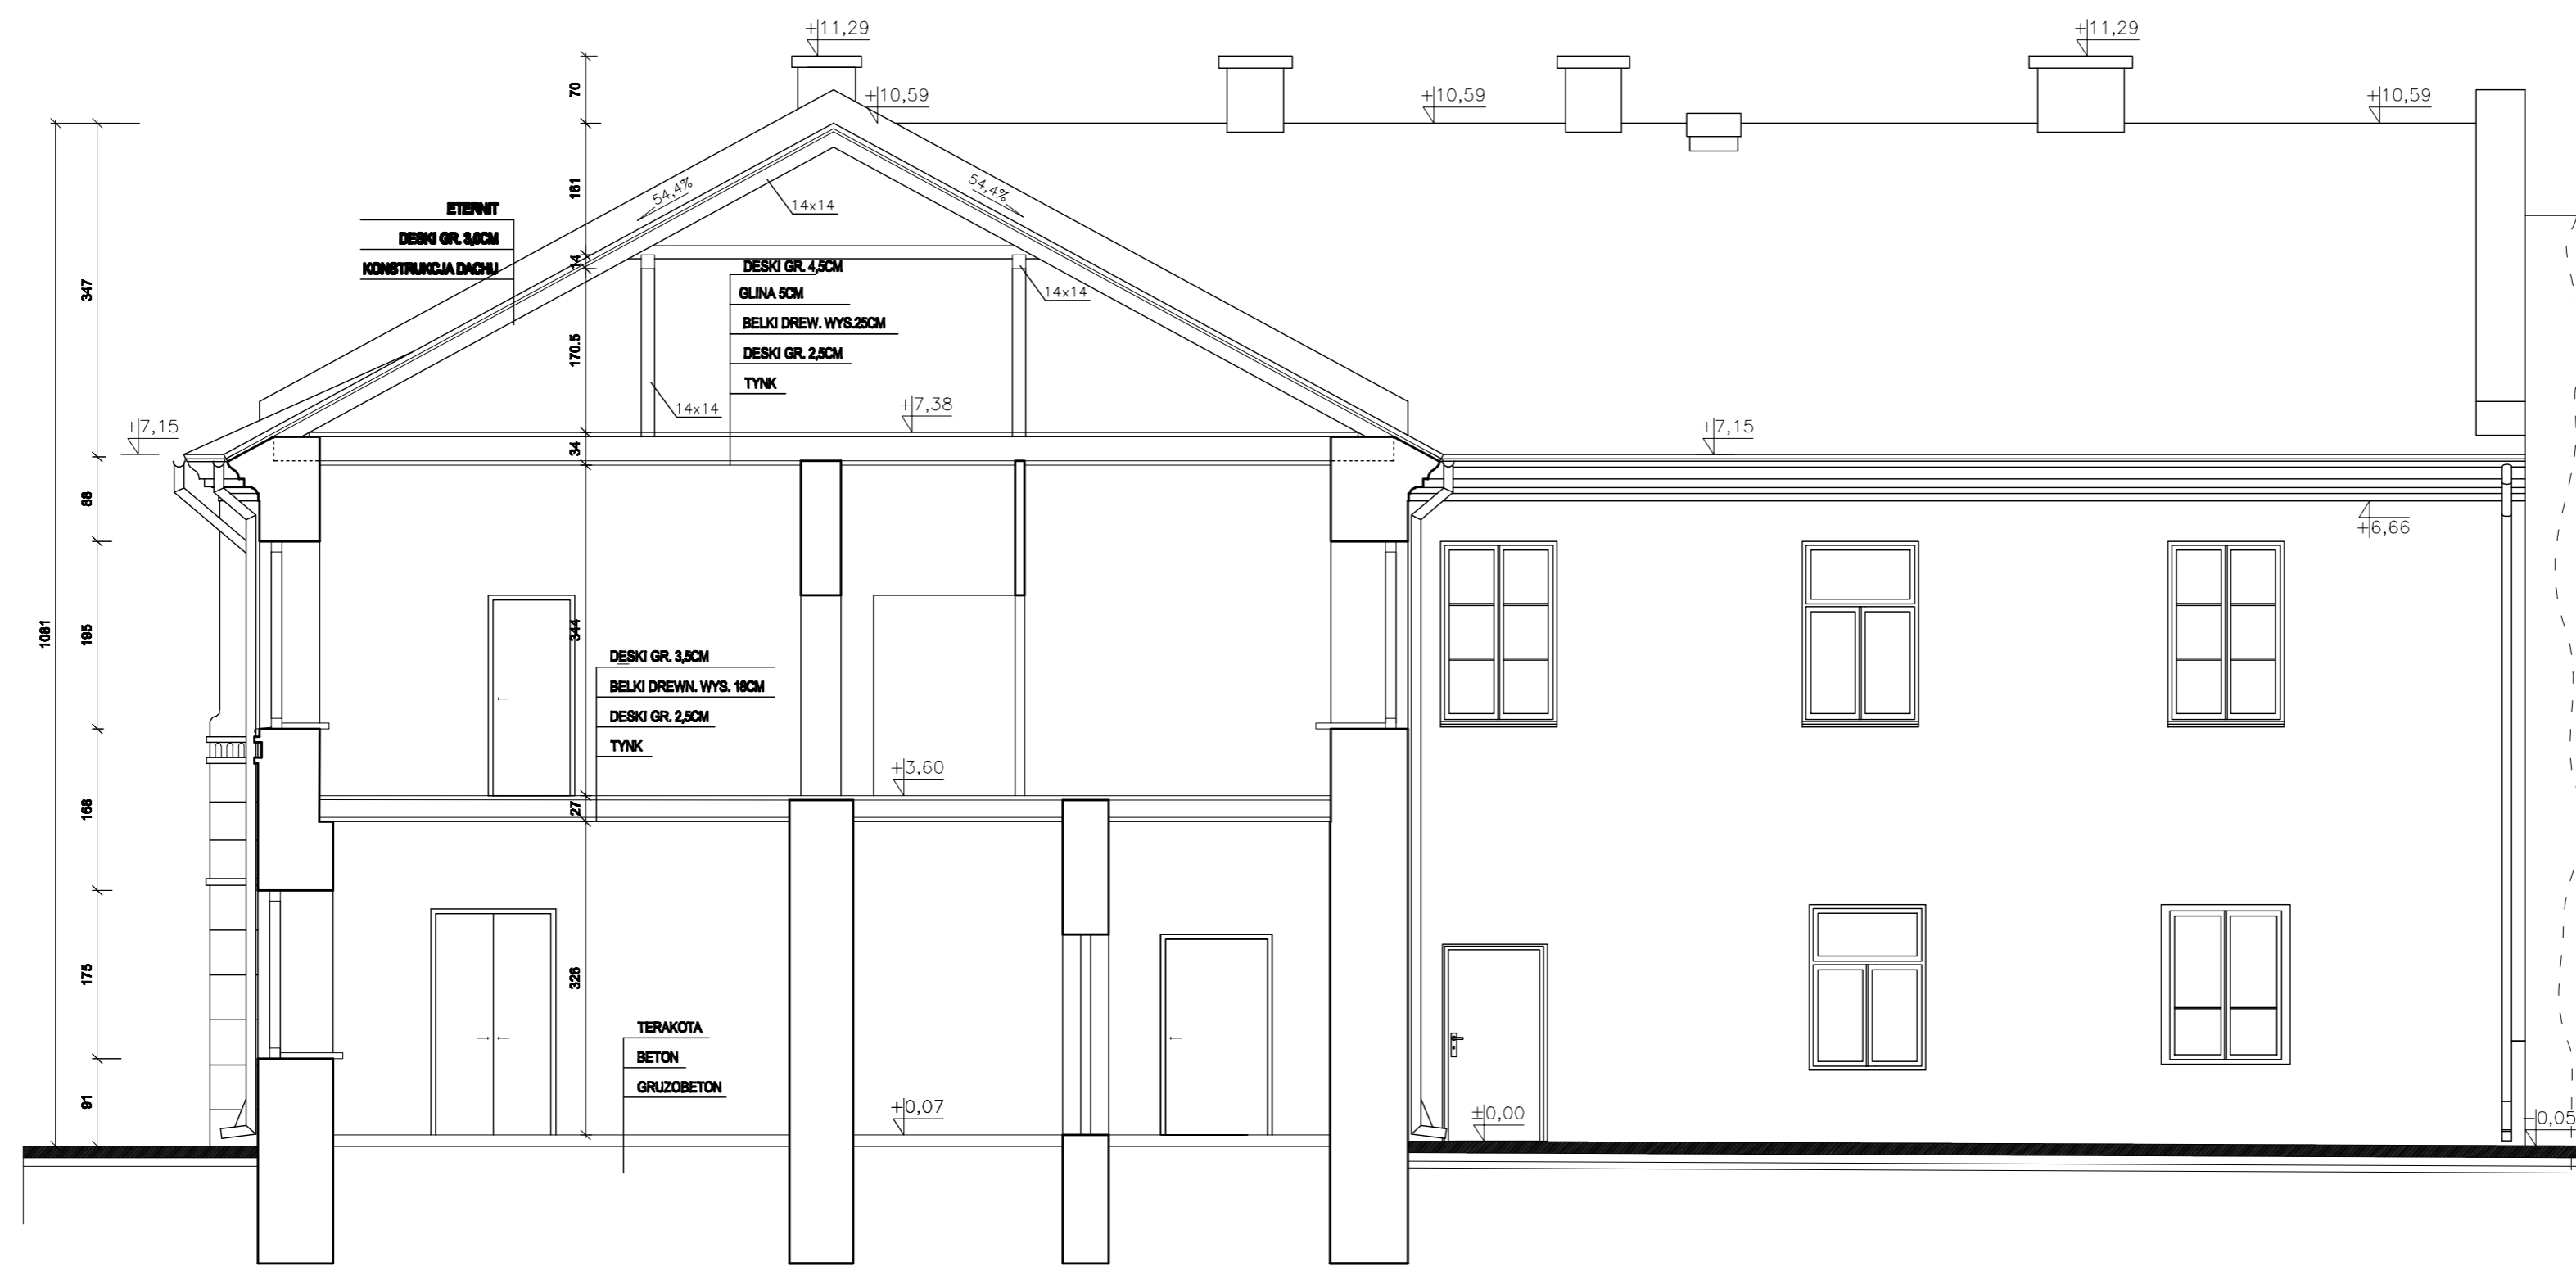 +11,29
+11,29
70
+10,59
+10,59
+10,59
161
54,4%
54,4%
14x14
ETERNIT
DESKI GR. 3,0CM
KONSTRUKCJA DACHU
14
DESKI GR. 4,5CM
GLINA 5CM
BELKI DREW. WYS.25CM
DESKI GR. 2,5CM
TYNK
14x14
347
170.5
14x14
+7,38
+7,15
+7,15
34
88
+6,66
1081
195
344
DESKI GR. 3,5CM
BELKI DREWN. WYS. 18CM
DESKI GR. 2,5CM
TYNK
+3,60
168
27
175
326
TERAKOTA
BETON
GRUZOBETON
91
+0,07
±0,00
-0,05